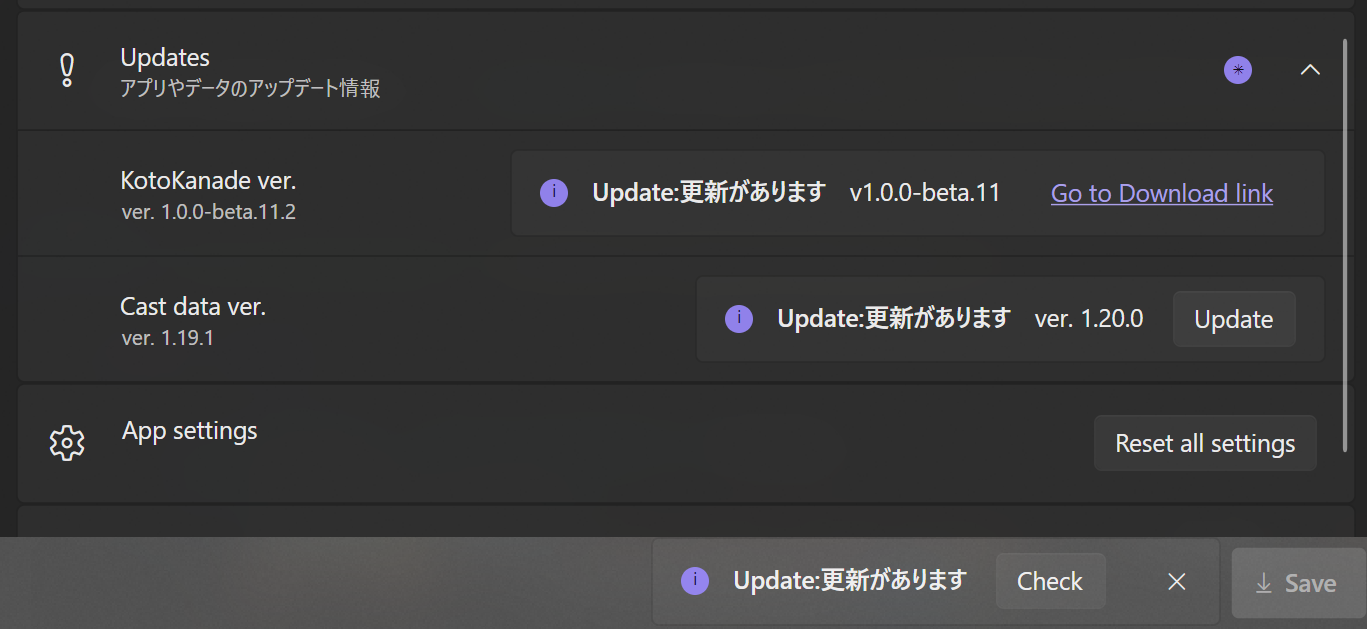 Updates
アプリやデータのアップデート情報
KotoKanade ver.
ver. 1.0.0-beta.11.2
Update:更新があります v1.0.0-beta.11 Go to Download link
Cast data ver.
ver. 1.19.1
Update:更新があります ver. 1.20.0 Update
App settings
Reset all settings
Update:更新があります Check Save